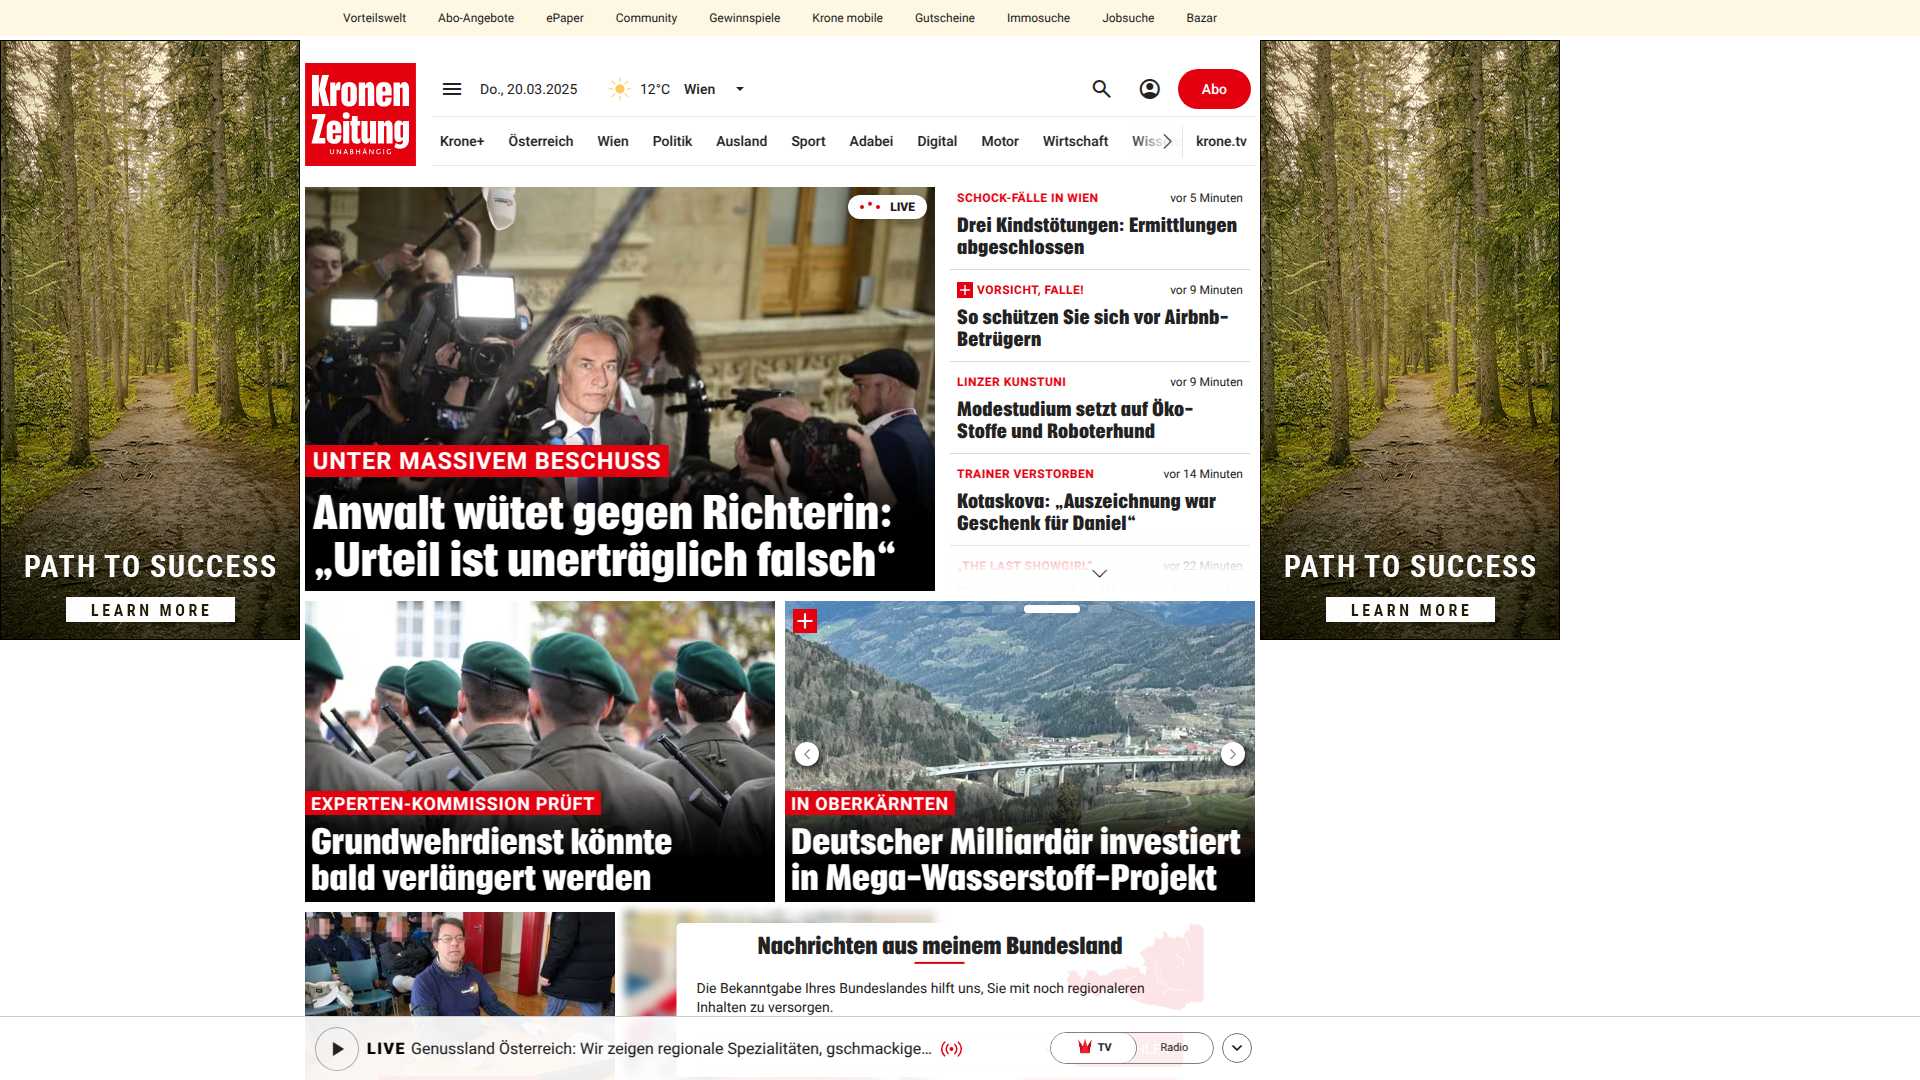 Vorteilswelt Abo-Angebote ePaper Community Gewinnspiele Krone mobile Gutscheine Immosuche Jobsuche Bazar
Kronen
Zeitung
UNABHÄNGIG
Do., 20.03.2025 12°C Wien Abo
Krone+ Österreich Wien Politik Ausland Sport Adabei Digital Motor Wirtschaft krone.tv
LIVE
UNTER MASSIVEM BESCHUSS
Anwalt wütet gegen Richterin:
„Urteil ist unerträglich falsch“
SCHOCK-FÄLLE IN WIEN vor 5 Minuten
Drei Kindstötungen: Ermittlungen
abgeschlossen
VORSICHT, FALLE! vor 9 Minuten
So schützen Sie sich vor Airbnb-
Betrügern
LINZER KUNSTUNI vor 9 Minuten
Modestudium setzt auf Öko-
Stoffe und Roboterhund
TRAINER VERSTORBEN vor 14 Minuten
Kotaskova: „Auszeichnung war
Geschenk für Daniel“
„THE LAST SHOWGIRL“ vor 22 Minuten
PATH TO SUCCESS
LEARN MORE
PATH TO SUCCESS
LEARN MORE
EXPERTEN-KOMMISSION PRÜFT
Grundwehrdienst könnte
bald verlängert werden
IN OBERKÄRNTEN
Deutscher Milliardär investiert
in Mega-Wasserstoff-Projekt
Nachrichten aus meinem Bundesland
Die Bekanntgabe Ihres Bundeslandes hilft uns, Sie mit noch regionaleren
Inhalten zu versorgen.
LIVE Genussland Österreich: Wir zeigen regionale Spezialitäten, gschmackige...
TV Radio